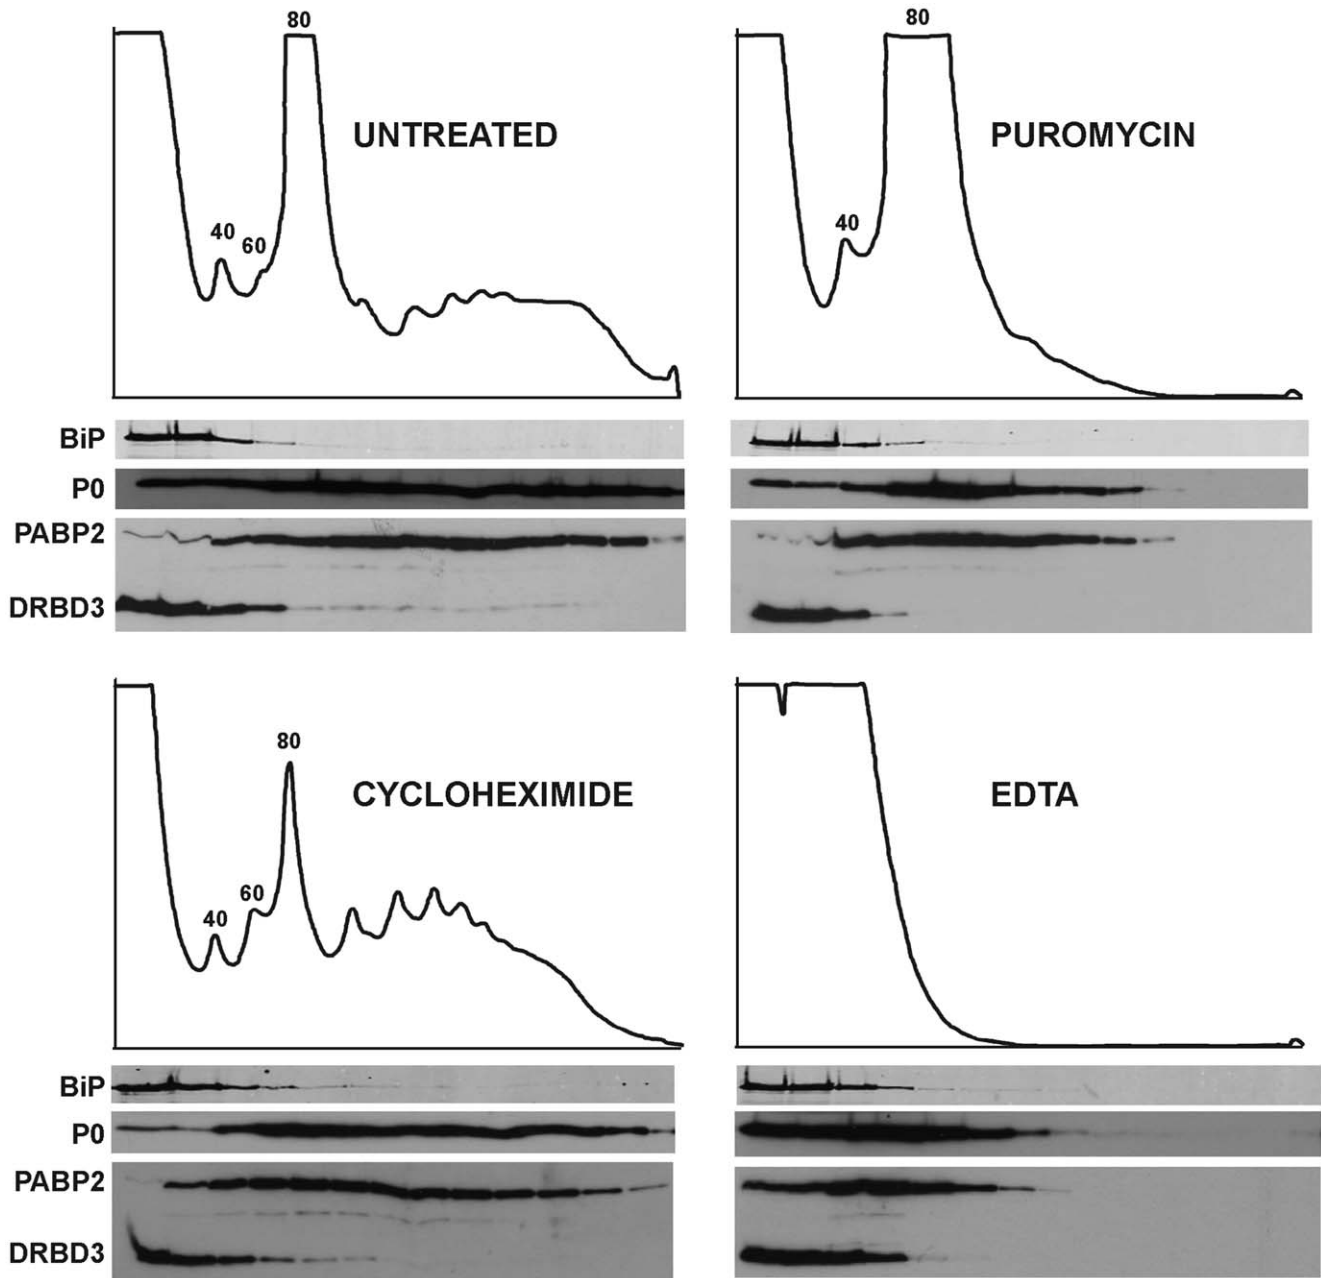 80
80
UNTREATED
PUROMYCIN
40
60
40
BiP
P0
PABP2
DRBD3
80
CYCLOHEXIMIDE
EDTA
60
40
BiP
P0
PABP2
DRBD3